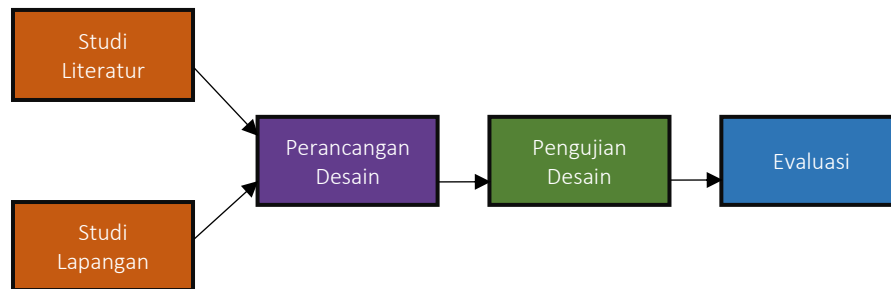 Studi
Literatur
Perancangan
Desain
Pengujian
Desain
Evaluasi
Studi
Lapangan